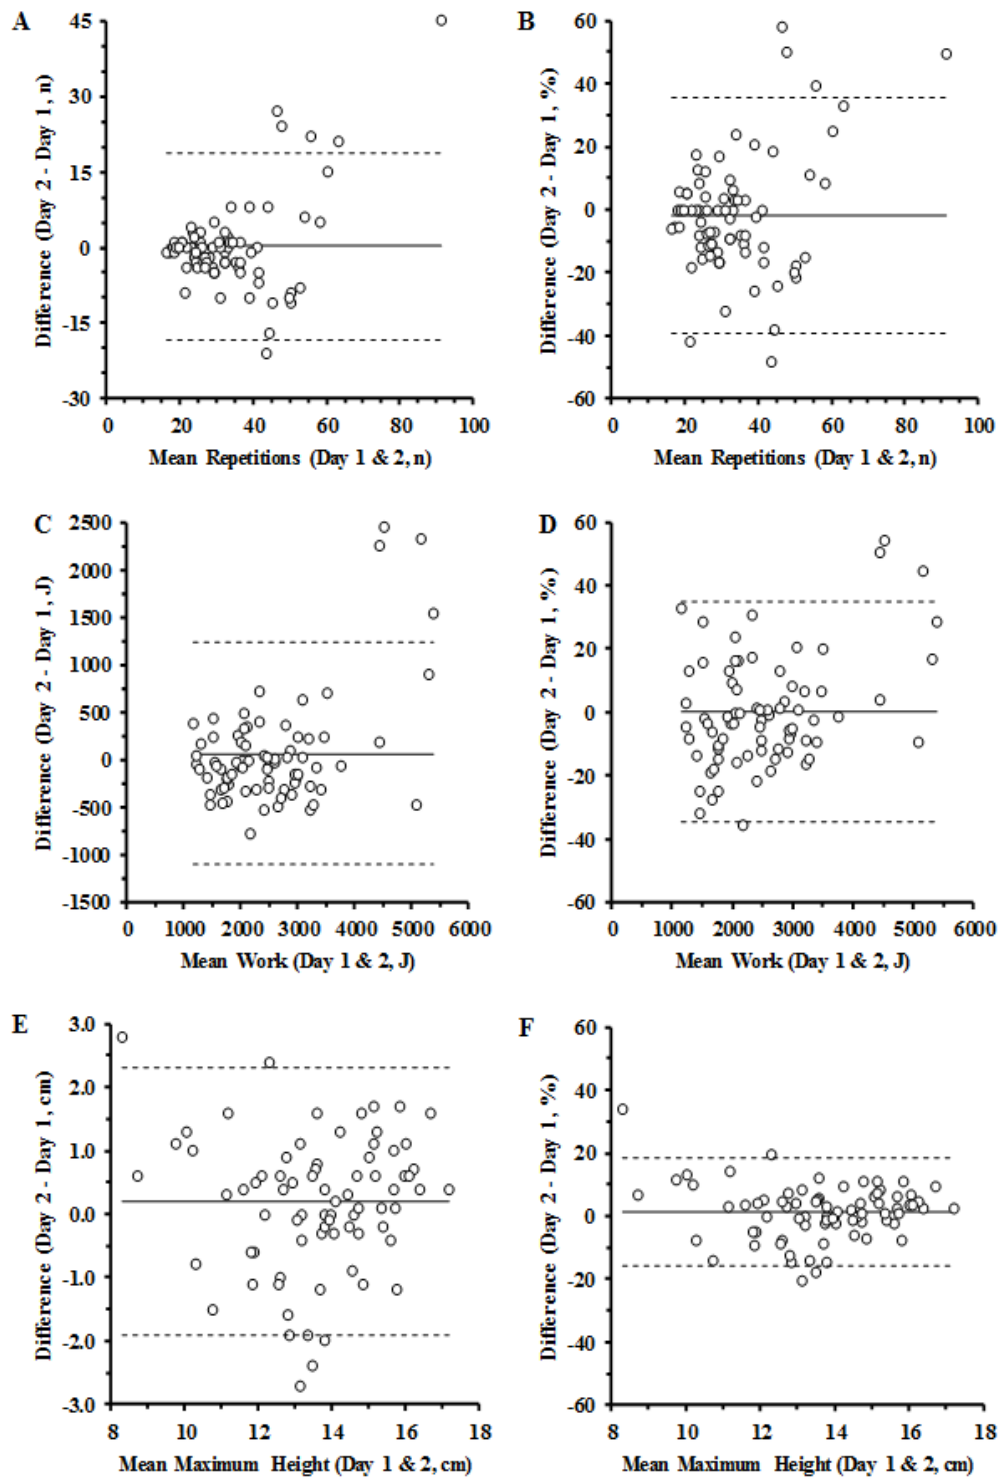 A
45
30
15
0
-15
-30
Difference (Day 2 - Day 1, n)
0 20 40 60 80 100
Mean Repetitions (Day 1 & 2, n)
B
60
40
20
0
-20
-40
-60
Difference (Day 2 - Day 1, %)
0 20 40 60 80 100
Mean Repetitions (Day 1 & 2, n)
C
2500
2000
1500
1000
500
0
-500
-1000
-1500
Difference (Day 2 - Day 1, J)
0 1000 2000 3000 4000 5000 6000
Mean Work (Day 1 & 2, J)
D
60
40
20
0
-20
-40
-60
Difference (Day 2 - Day 1, %)
0 1000 2000 3000 4000 5000 6000
Mean Work (Day 1 & 2, J)
E
3.0
2.0
1.0
0.0
-1.0
-2.0
-3.0
Difference (Day 2 - Day 1, cm)
8 10 12 14 16 18
Mean Maximum Height (Day 1 & 2, cm)
F
60
40
20
0
-20
-40
-60
Difference (Day 2 - Day 1, %)
8 10 12 14 16 18
Mean Maximum Height (Day 1 & 2, cm)